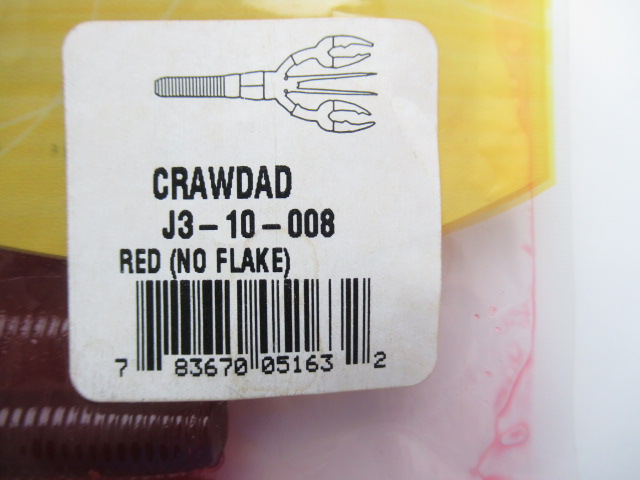 CRAWDAD
J3-10-008
RED (NO FLAKE)
7 83670 05163 2